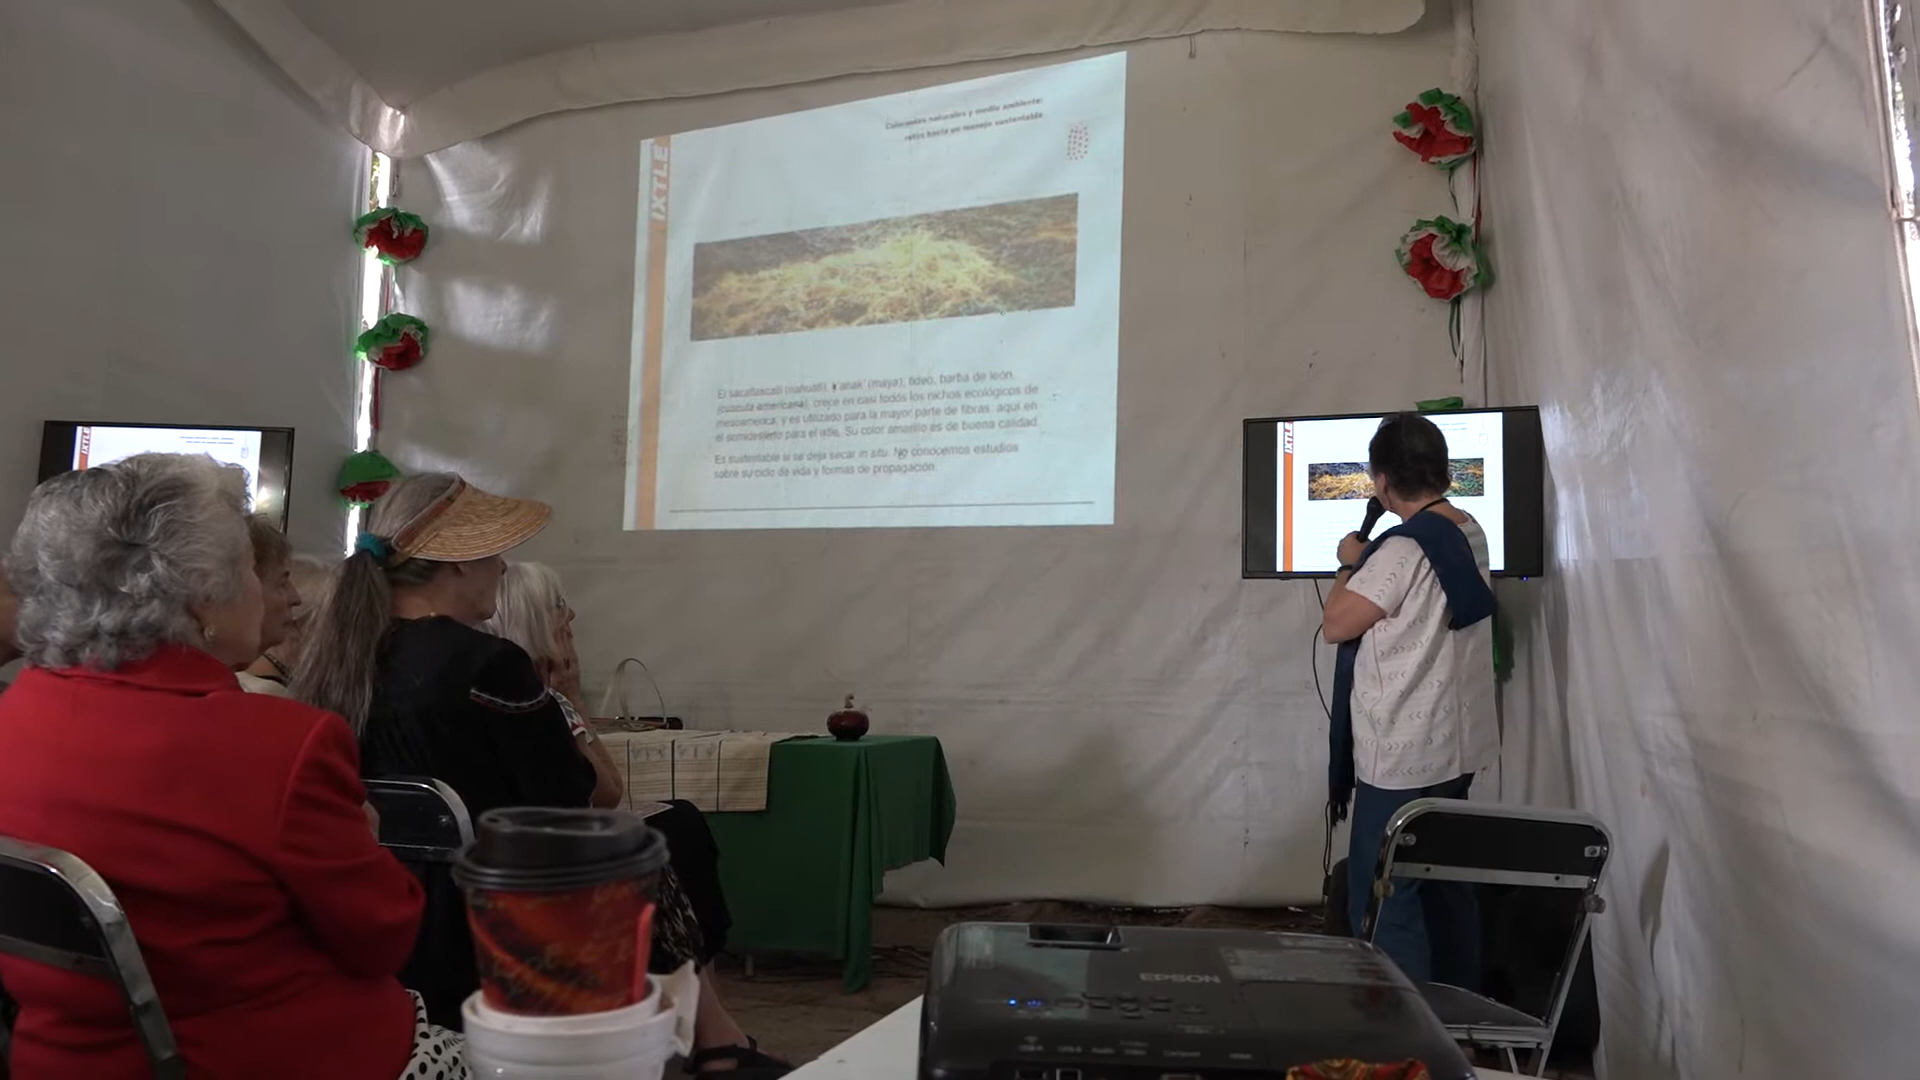 Colorantes naturales y medio ambiente:
retos hacia un manejo sustentable
IXTLE
El sacatlascalli (náhuatl), k'anak' (maya), fideo, barba de león,
(cuscuta americana), crece en casi todos los nichos ecológicos de
mesoamérica, y es utilizado para la mayor parte de fibras, aquí en
el semidesierto para el ixtle. Su color amarillo es de buena calidad.
Es sustentable si se deja secar in situ. No conocemos estudios
sobre su ciclo de vida y formas de propagación.
IXTLE
IXTLE
EPSON